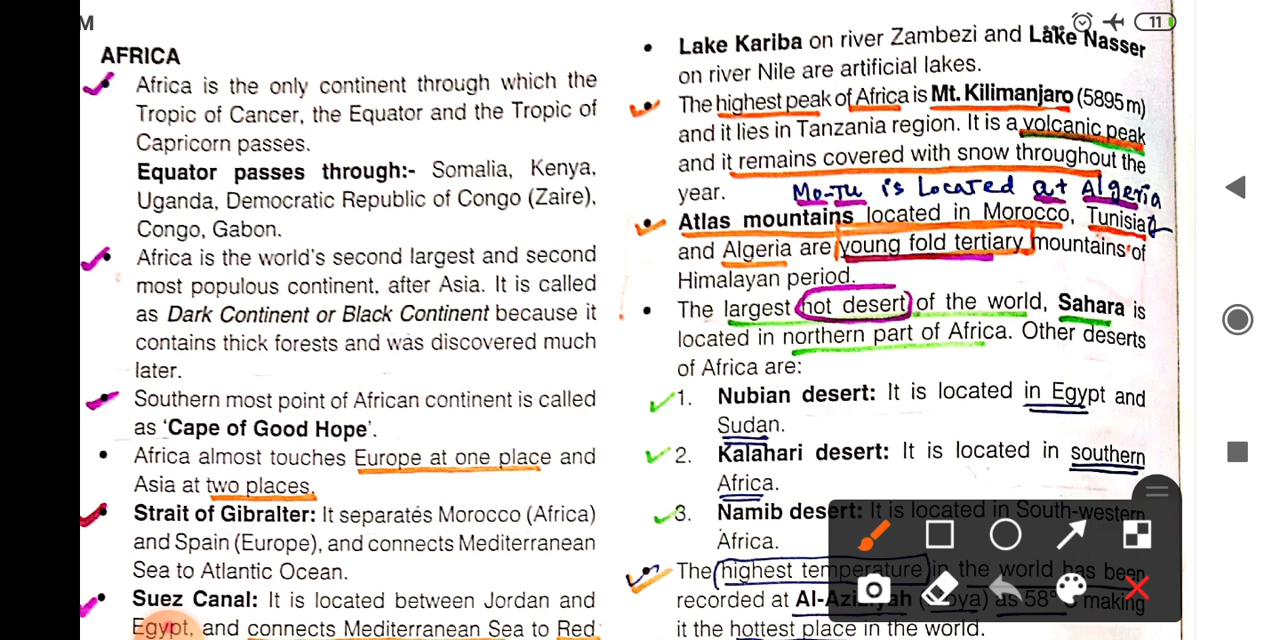 M
11
AFRICA
• Africa is the only continent through which the
Tropic of Cancer, the Equator and the Tropic of
Capricorn passes.
Equator passes through:- Somalia, Kenya,
Uganda, Democratic Republic of Congo (Zaire),
Congo, Gabon.
• Africa is the world's second largest and second
most populous continent, after Asia. It is called
as Dark Continent or Black Continent because it
contains thick forests and was discovered much
later.
• Southern most point of African continent is called
as 'Cape of Good Hope'.
• Africa almost touches Europe at one place and
Asia at two places.
• Strait of Gibralter: It separates Morocco (Africa)
and Spain (Europe), and connects Mediterranean
Sea to Atlantic Ocean.
• Suez Canal: It is located between Jordan and
Egypt, and connects Mediterranean Sea to Red
• Lake Kariba on river Zambezi and Lake Nasser
on river Nile are artificial lakes.
• The highest peak of Africa is Mt. Kilimanjaro (5895 m)
and it lies in Tanzania region. It is a volcanic peak
and it remains covered with snow throughout the
year. Mo-Tu is Located at Algeria
• Atlas mountains located in Morocco, Tunisia
and Algeria are young fold tertiary mountains of
Himalayan period.
• The largest hot desert of the world, Sahara is
located in northern part of Africa. Other deserts
of Africa are:
1. Nubian desert: It is located in Egypt and
Sudan.
2. Kalahari desert: It is located in southern
Africa.
3. Namib desert: It is located in South-western
Africa.
• The highest temperature in the world has been
recorded at as 58° making
it the hottest place in the world.